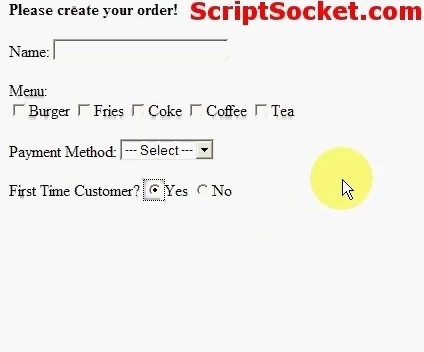 Please create your order! ScriptSocket.com
Name:
Menu:
Burger Fries Coke Coffee Tea
Payment Method: --- Select ---
First Time Customer? Yes No